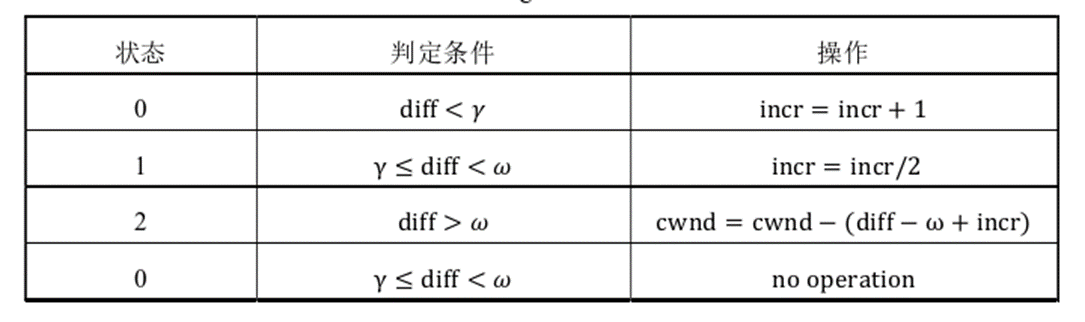 状态 判定条件 操作
0 diff < γ incr = incr + 1
1 γ ≤ diff < ω incr = incr/2
2 diff > ω cwnd = cwnd − (diff − ω + incr)
0 γ ≤ diff < ω no operation